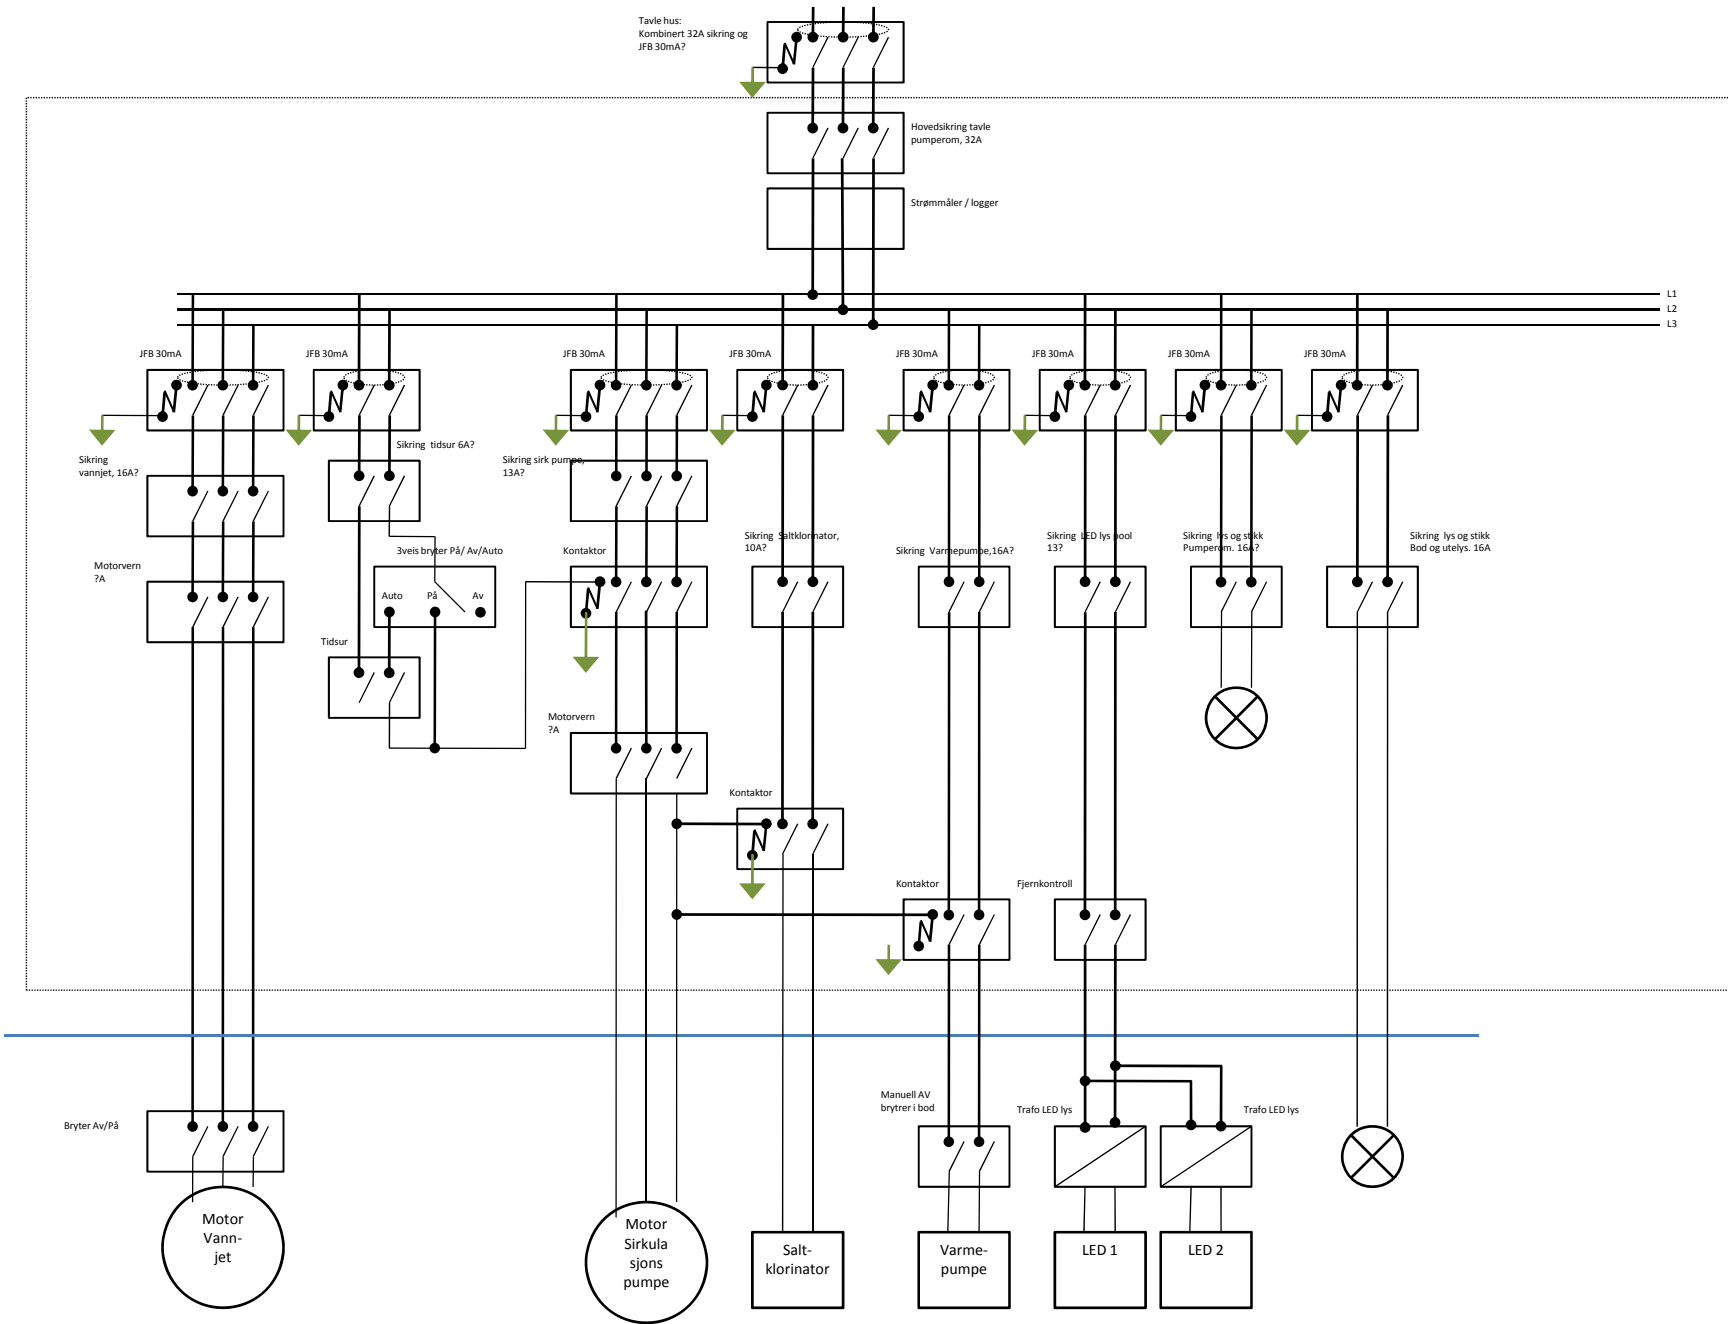 Tavle hus:
Kombinert 32A sikring og
JFB 30mA?
Hovedsikring tavle
pumperom, 32A
Strømmåler / logger
L1
L2
L3
JFB 30mA
JFB 30mA
JFB 30mA
JFB 30mA
JFB 30mA
JFB 30mA
JFB 30mA
JFB 30mA
Sikring
vannjet, 16A?
Sikring tidsur 6A?
Sikring sirk pumpe,
13A?
Motorvern
?A
3veis bryter På/ Av/Auto
Auto
På
Av
Tidsur
Kontaktor
Sikring Saltklorinator,
10A?
Sikring Varmepumpe,16A?
Sikring LED lys pool
13?
Sikring lys og stikk
Pumperom. 16A?
Sikring lys og stikk
Bod og utelys. 16A
Motorvern
?A
Kontaktor
Kontaktor
Fjernkontroll
Bryter Av/På
Manuell AV
brytrer i bod
Trafo LED lys
Trafo LED lys
Motor
Vann-
jet
Motor
Sirkula
sjons
pumpe
Salt-
klorinator
Varme-
pumpe
LED 1
LED 2